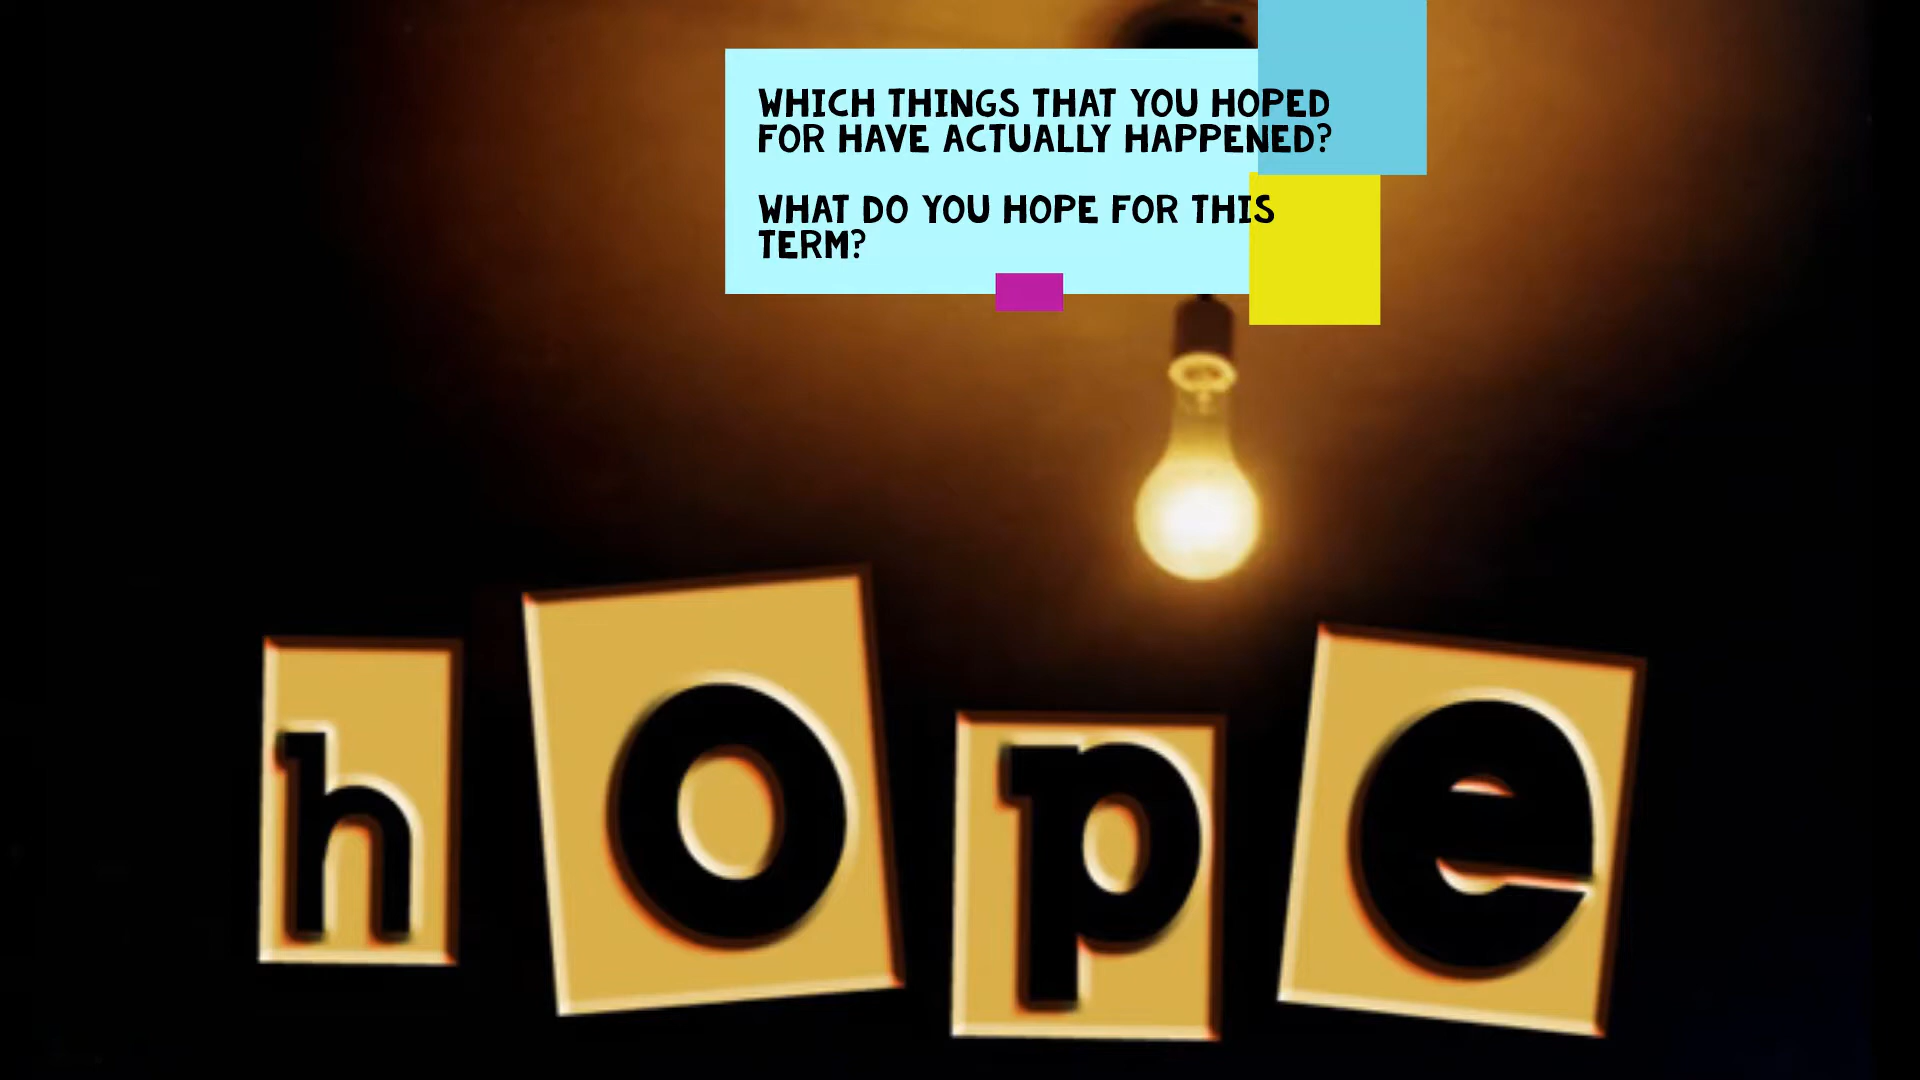 WHICH THINGS THAT YOU HOPED
FOR HAVE ACTUALLY HAPPENED?
WHAT DO YOU HOPE FOR THIS
TERM?
hope